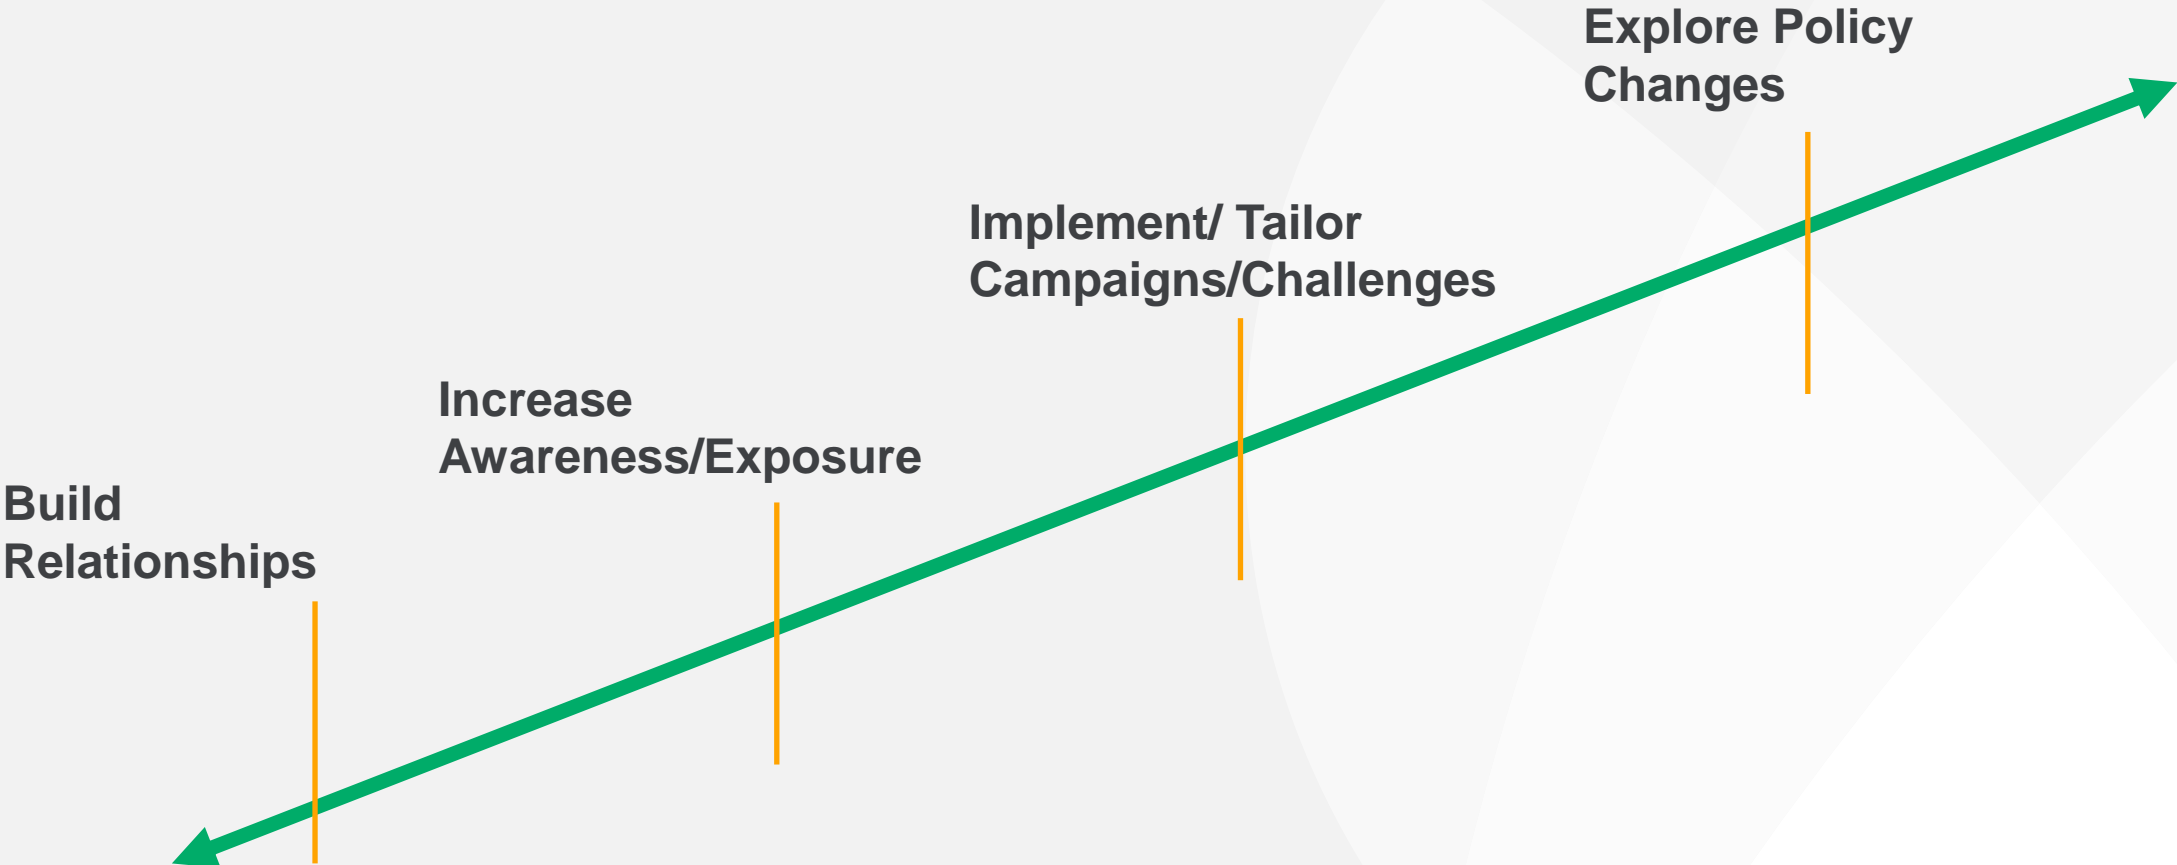 Explore Policy
Changes
Implement/ Tailor
Campaigns/Challenges
Increase
Awareness/Exposure
Build
Relationships